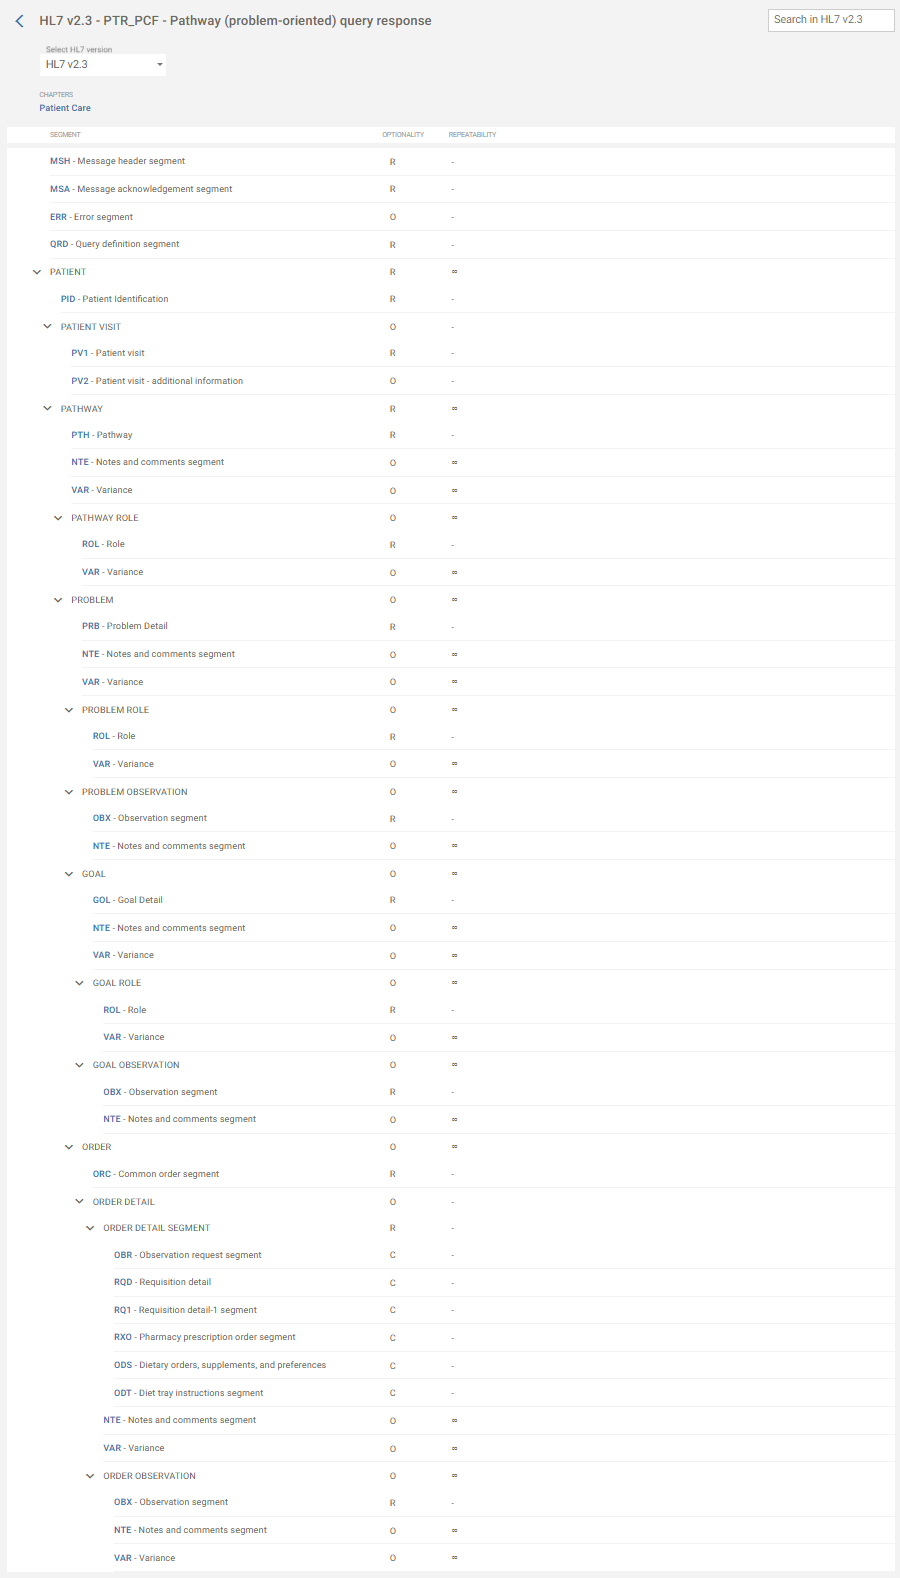 HL7 v2.3 - PTR_PCF - Pathway (problem-oriented) query response
Search in HL7 v2.3
Select HL7 version
HL7 v2.3
CHAPTERS
Patient Care
SEGMENT OPTIONALITY REPEATABILITY
MSH - Message header segment R -
MSA - Message acknowledgement segment R -
ERR - Error segment O -
QRD - Query definition segment R -
PATIENT R ∞
PID - Patient Identification R -
PATIENT VISIT O -
PV1 - Patient visit R -
PV2 - Patient visit - additional information O -
PATHWAY R ∞
PTH - Pathway R -
NTE - Notes and comments segment O ∞
VAR - Variance O ∞
PATHWAY ROLE O ∞
ROL - Role R -
VAR - Variance O ∞
PROBLEM O ∞
PRB - Problem Detail R -
NTE - Notes and comments segment O ∞
VAR - Variance O ∞
PROBLEM ROLE O ∞
ROL - Role R -
VAR - Variance O ∞
PROBLEM OBSERVATION O ∞
OBX - Observation segment R -
NTE - Notes and comments segment O ∞
GOAL O ∞
GOL - Goal Detail R -
NTE - Notes and comments segment O ∞
VAR - Variance O ∞
GOAL ROLE O ∞
ROL - Role R -
VAR - Variance O ∞
GOAL OBSERVATION O ∞
OBX - Observation segment R -
NTE - Notes and comments segment O ∞
ORDER O ∞
ORC - Common order segment R -
ORDER DETAIL O -
ORDER DETAIL SEGMENT R -
OBR - Observation request segment C -
RQD - Requisition detail C -
RQ1 - Requisition detail-1 segment C -
RXO - Pharmacy prescription order segment C -
ODS - Dietary orders, supplements, and preferences C -
ODT - Diet tray instructions segment C -
NTE - Notes and comments segment O ∞
VAR - Variance O ∞
ORDER OBSERVATION O ∞
OBX - Observation segment R -
NTE - Notes and comments segment O ∞
VAR - Variance O ∞